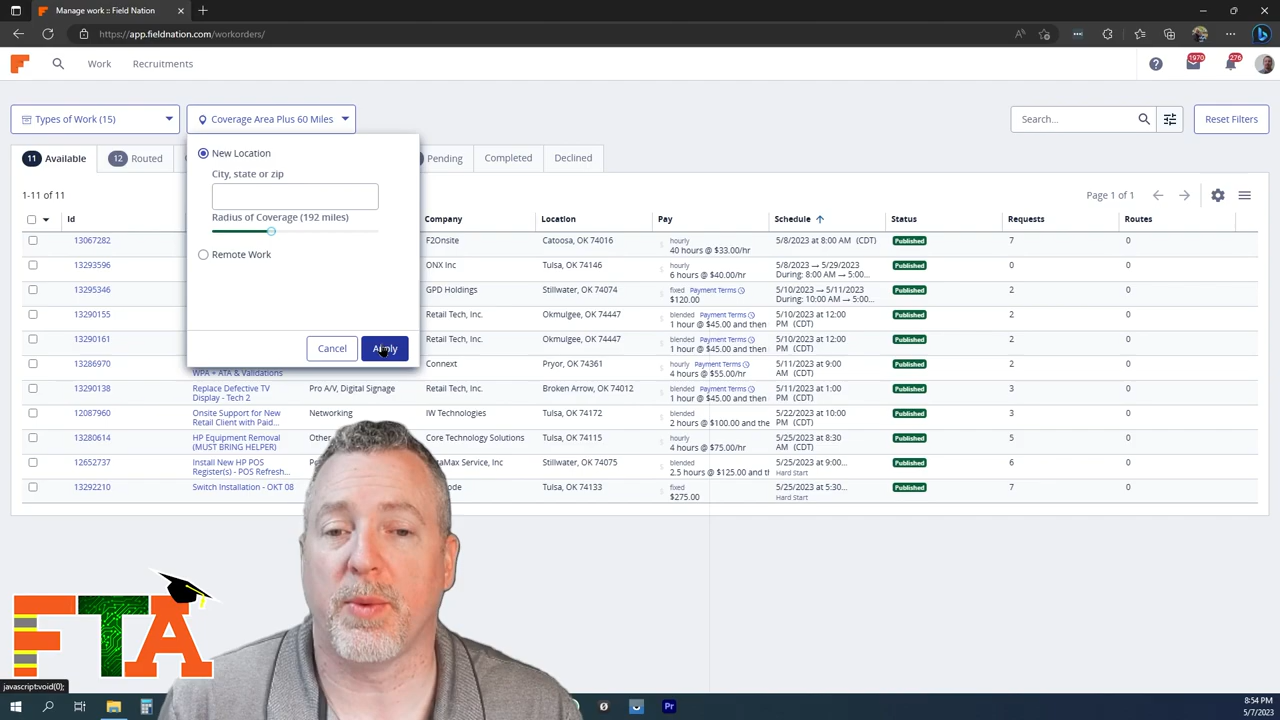 Manage work :: Field Nation
https://app.fieldnation.com/workorders/
Work
Recruitments
1970
276
Types of Work (15)
Coverage Area Plus 60 Miles
Search...
Reset Filters
11 Available
12 Routed
Pending
Completed
Declined
New Location
City, state or zip
Radius of Coverage (192 miles)
Remote Work
Cancel
Apply
1-11 of 11
Page 1 of 1
Id Company Location Pay Schedule Status Requests Routes
13067282 F2Onsite Catoosa, OK 74016 hourly 5/8/2023 at 8:00 AM (CDT) Published 7 0
40 hours @ $33.00/hr
13293596 ONX Inc Tulsa, OK 74146 hourly 5/8/2023 → 5/29/2023 Published 0 0
6 hours @ $40.00/hr During: 8:00 AM → 5:00...
13295346 GPD Holdings Stillwater, OK 74074 fixed Payment Terms 5/10/2023 → 5/11/2023 Published 2 0
$120.00 During: 10:00 AM → 5:00...
13290155 Retail Tech, Inc. Okmulgee, OK 74447 blended Payment Terms 5/10/2023 at 12:00 Published 2 0
1 hour @ $45.00 and then PM (CDT)
13290161 Retail Tech, Inc. Okmulgee, OK 74447 blended Payment Terms 5/10/2023 at 12:00 Published 2 0
1 hour @ $45.00 and then PM (CDT)
13286970 Connext Pryor, OK 74361 hourly Payment Terms 5/11/2023 at 9:00 Published 2 0
WPA + ATA & Validations 4 hours @ $55.00/hr AM (CDT)
13290138 Replace Defective TV Pro A/V, Digital Signage Retail Tech, Inc. Broken Arrow, OK 74012 blended Payment Terms 5/11/2023 at 1:00 Published 3 0
Display - Tech 2 1 hour @ $45.00 and then PM (CDT)
12087960 Onsite Support for New Networking IW Technologies Tulsa, OK 74172 blended 5/22/2023 at 10:00 Published 3 0
Retail Client with Paid... 2 hours @ $100.00 and the PM (CDT)
13280614 HP Equipment Removal Other Core Technology Solutions Tulsa, OK 74115 hourly 5/25/2023 at 8:30 Published 5 0
(MUST BRING HELPER) 4 hours @ $75.00/hr AM (CDT)
12652737 Install New HP POS Service, Inc Stillwater, OK 74075 blended 5/25/2023 at 9:00... Published 6 0
Register(s) - POS Refresh... 2.5 hours @ $125.00 and th Hard Start
13292210 Switch Installation - OKT 08 Tulsa, OK 74133 fixed 5/25/2023 at 5:30... Published 7 0
$275.00 Hard Start
FTA
javascript:void(0);
Pr
8:54 PM
5/7/2023